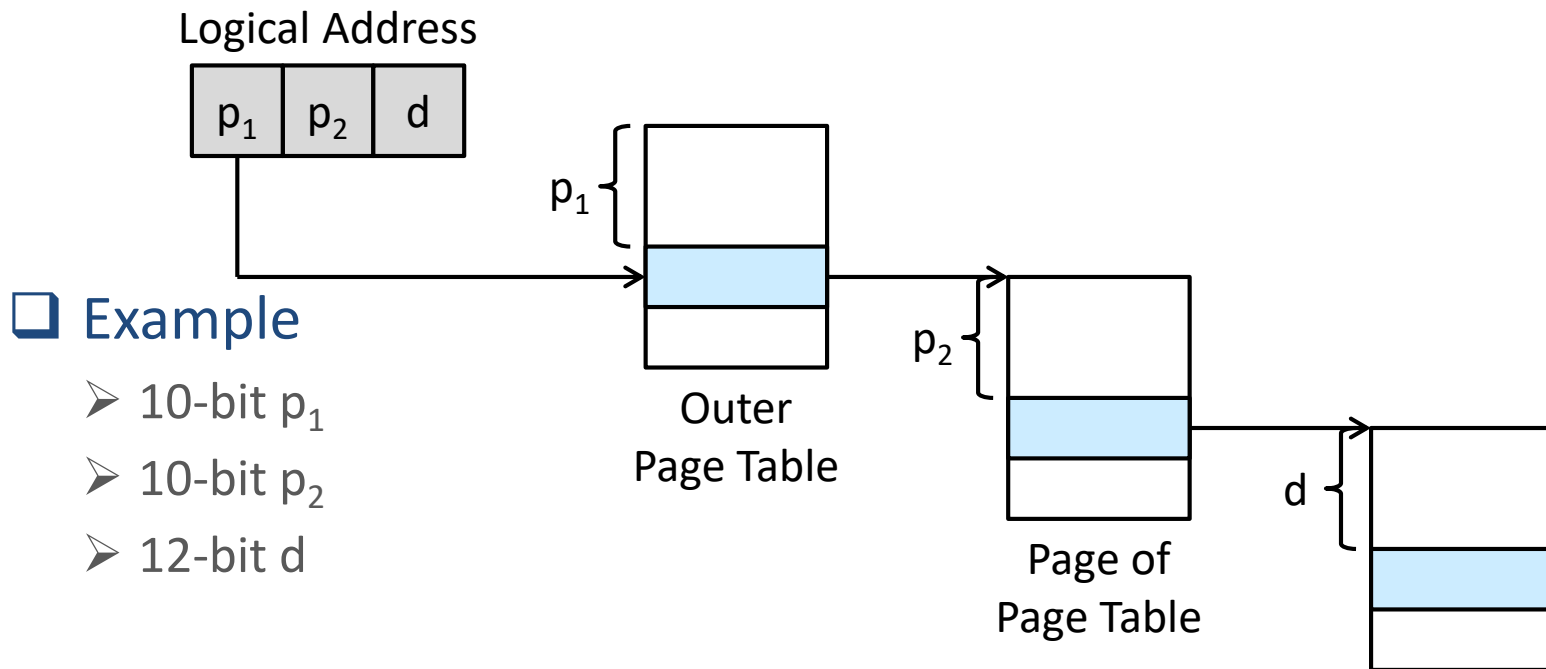 Logical Address
p₁ p₂ d
p₁
Outer
Page Table
p₂
Page of
Page Table
d
❑ Example
➢ 10-bit p₁
➢ 10-bit p₂
➢ 12-bit d